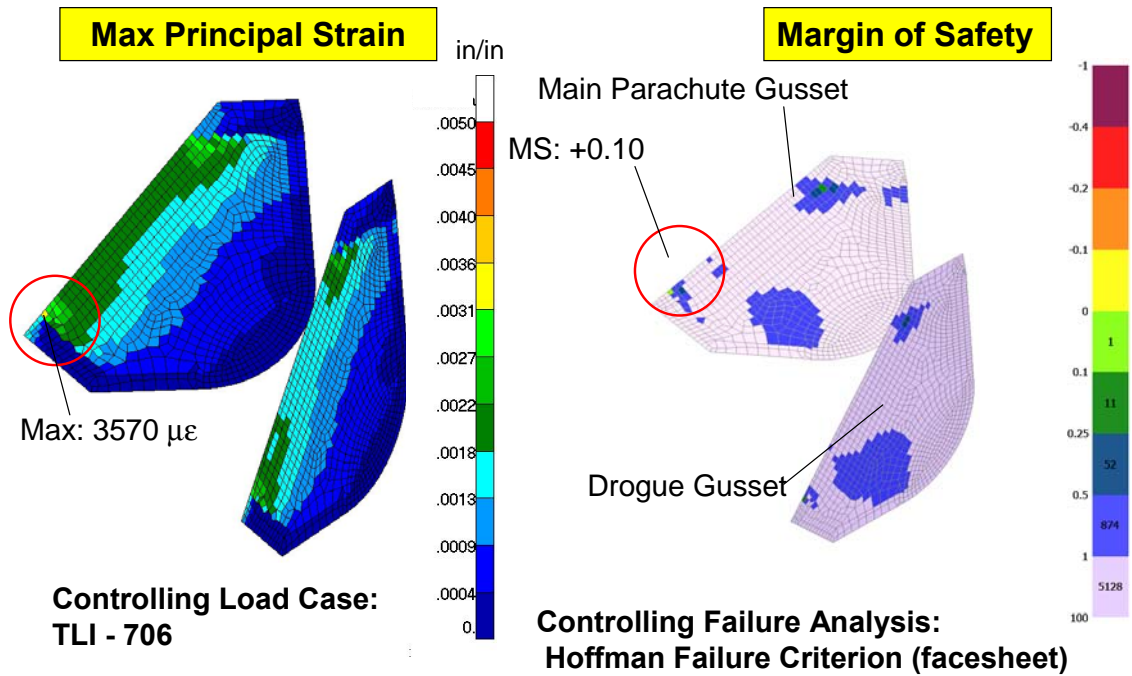 Max Principal Strain
in/in
.0050
.0045
.0040
.0036
.0031
.0027
.0022
.0018
.0013
.0009
.0004
0.
Max: 3570 με
Controlling Load Case:
TLI - 706
Margin of Safety
Main Parachute Gusset
MS: +0.10
Drogue Gusset
-1
-0.4
-0.2
-0.1
0
1
0.1
11
0.25
52
0.5
874
1
5128
100
Controlling Failure Analysis:
Hoffman Failure Criterion (facesheet)